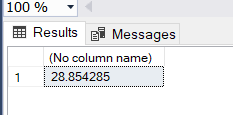 100 %
Results Messages
(No column name)
1 28.854285